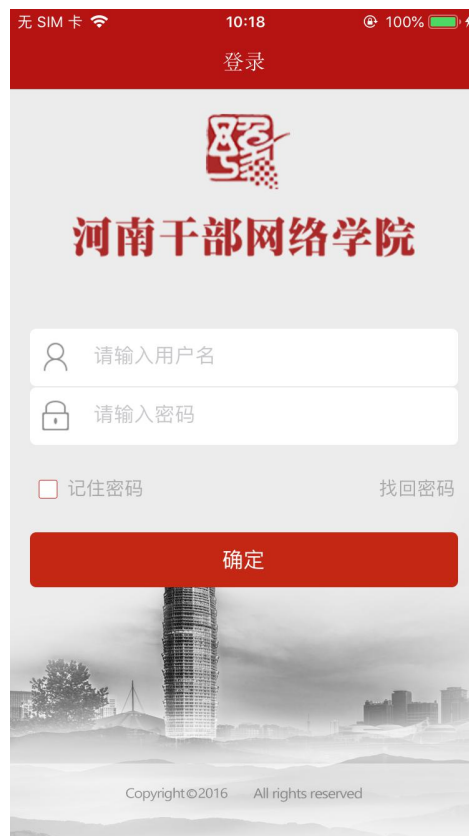 无 SIM 卡 10:18 100%
登录
河南干部网络学院
请输入用户名
请输入密码
记住密码 找回密码
确定
Copyright©2016 All rights reserved